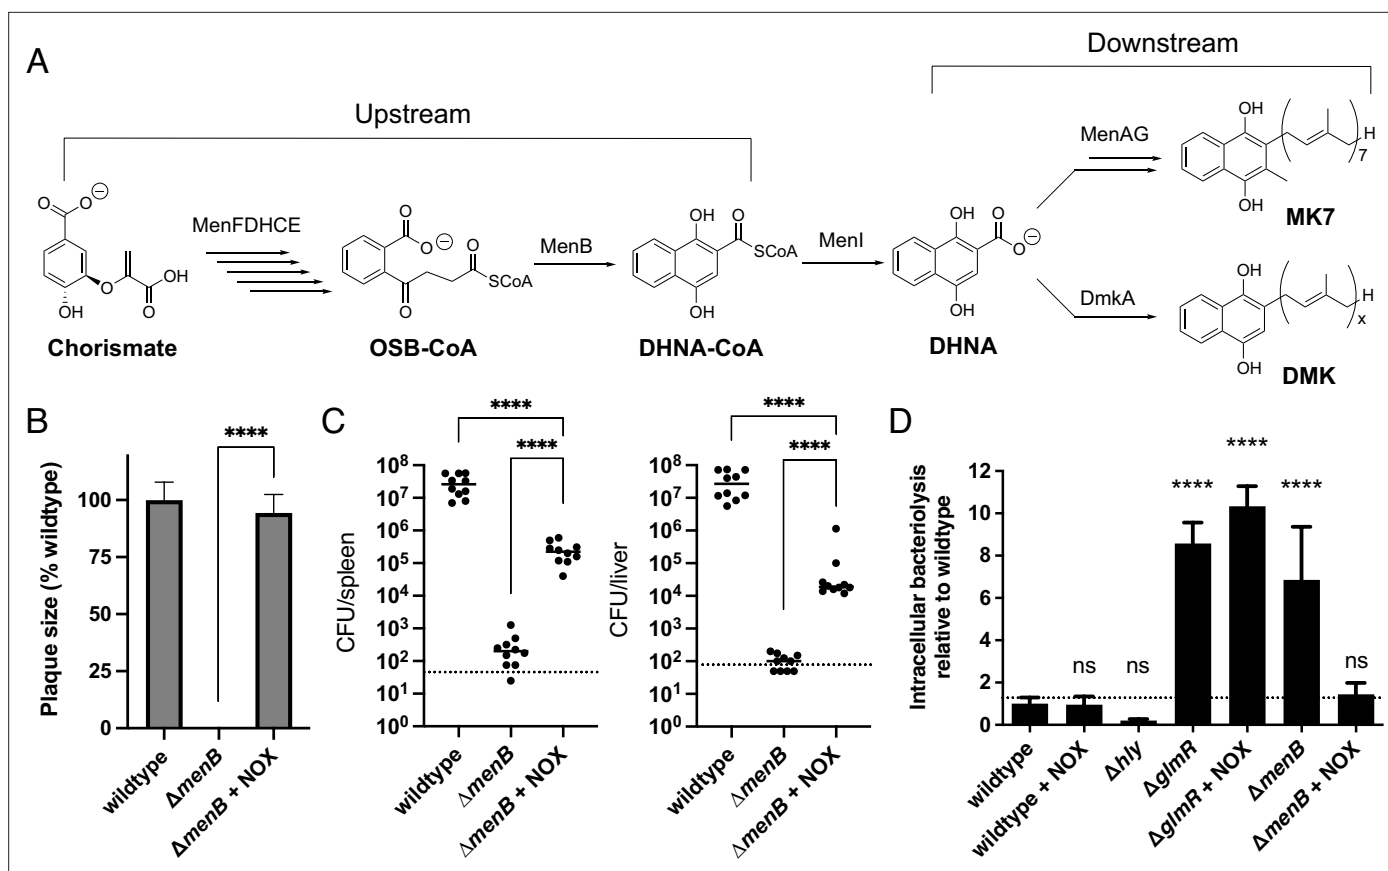 A
Upstream
Downstream
MenFDHCE
MenB
MenI
MenAG
DmkA
O
O
⊖
O
O
OH
OH
O
O
⊖
O
SCoA
O
OH
O
SCoA
OH
OH
O
O
⊖
OH
OH
H
7
OH
OH
H
x
OH
Chorismate
OSB-CoA
DHNA-CoA
DHNA
MK7
DMK
B
****
Plaque size (% wildtype)
100
75
50
25
0
wildtype
ΔmenB
ΔmenB + NOX
C
****
****
CFU/spleen
10⁸
10⁷
10⁶
10⁵
10⁴
10³
10²
10¹
10⁰
wildtype
ΔmenB
ΔmenB + NOX
****
****
CFU/liver
10⁸
10⁷
10⁶
10⁵
10⁴
10³
10²
10¹
10⁰
wildtype
ΔmenB
ΔmenB + NOX
D
Intracellular bacteriolysis
relative to wildtype
12
10
8
6
4
2
0
ns
ns
****
****
****
ns
wildtype
wildtype + NOX
Δhly
ΔglmR
ΔglmR + NOX
ΔmenB
ΔmenB + NOX